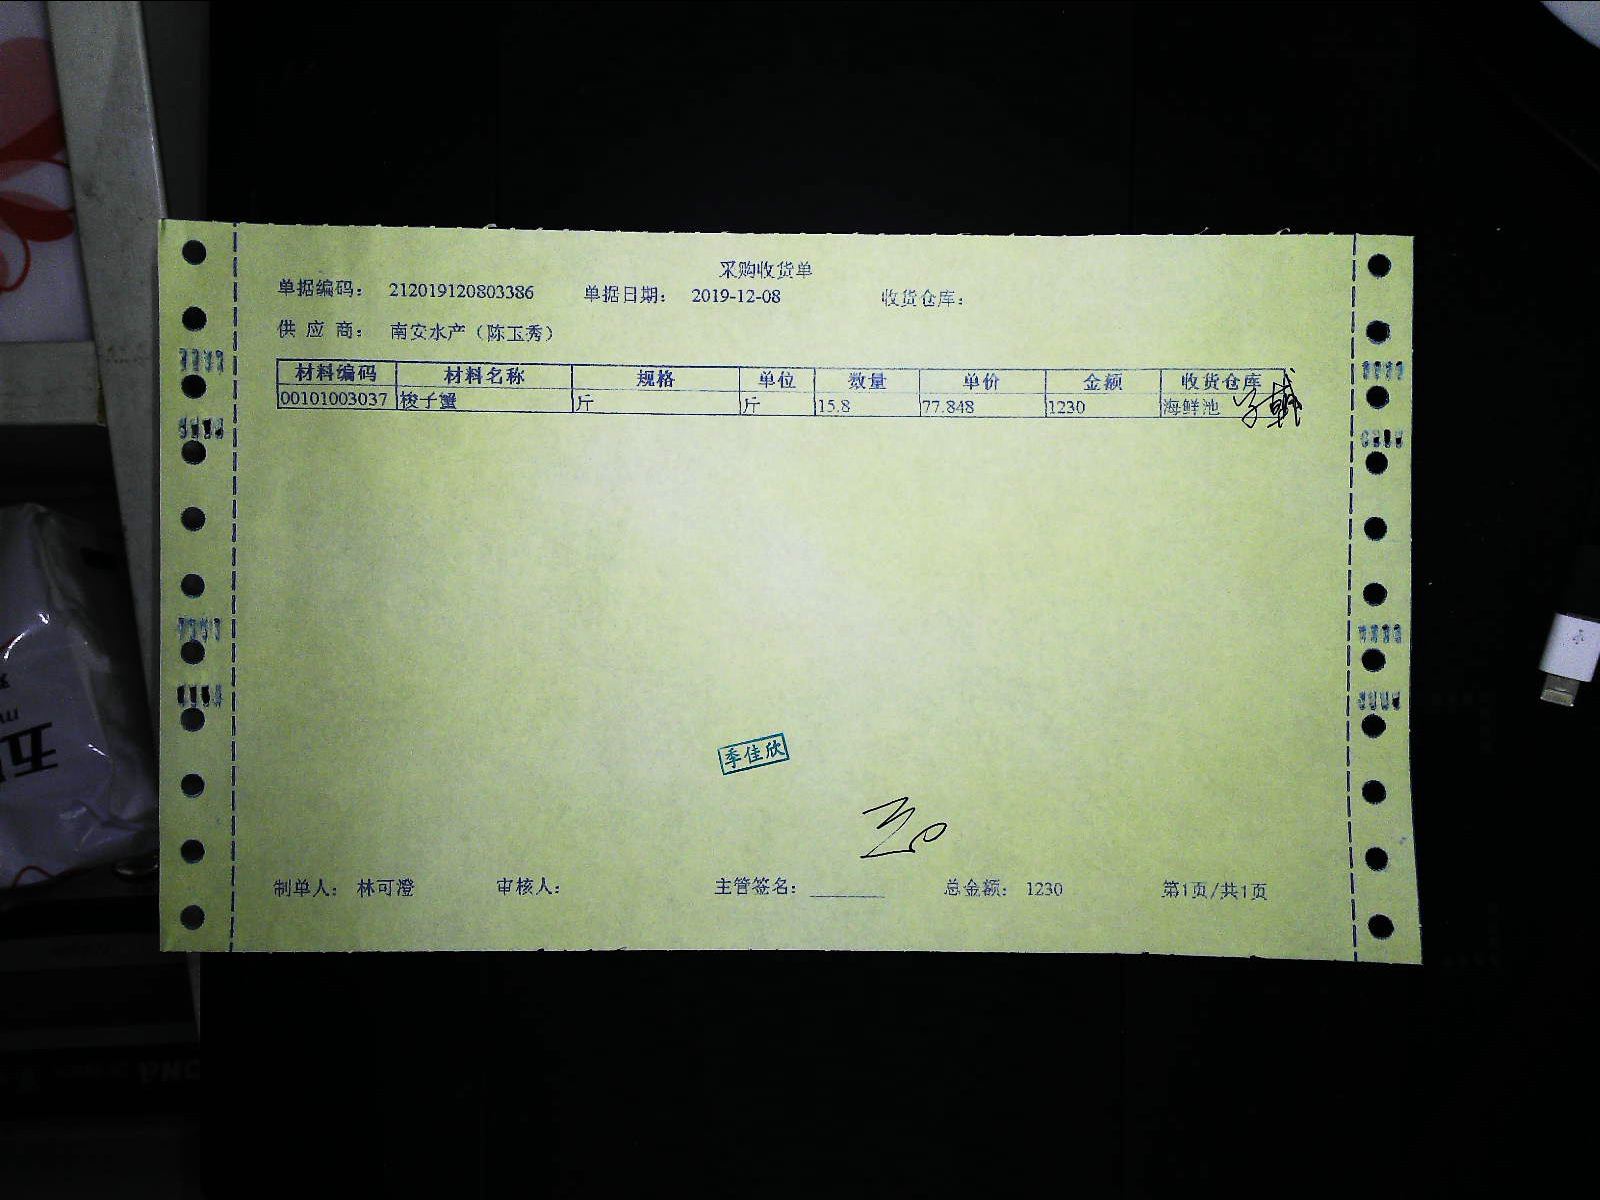 采购收货单
单据编码： 212019120803386 单据日期： 2019-12-08 收货仓库：
供 应 商： 南安水产（陈玉秀）
材料编码 材料名称 规格 单位 数量 单价 金额 收货仓库
00101003037 梭子蟹 斤 斤 15.8 77.848 1230 海鲜池
季佳欣
制单人： 林可澄 审核人： 主管签名： 总金额： 1230 第1页/共1页
五